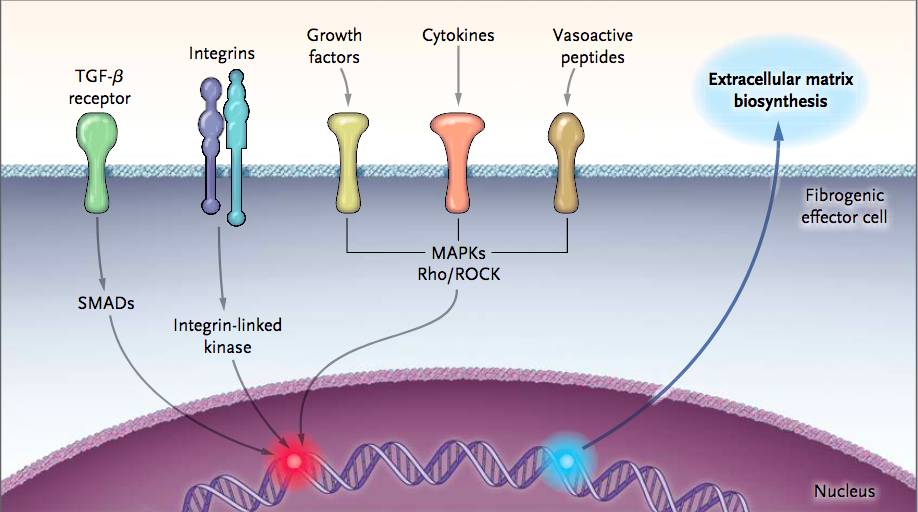 TGF-β
receptor
Integrins
Growth
factors
Cytokines
Vasoactive
peptides
Extracellular matrix
biosynthesis
Fibrogenic
effector cell
MAPKs
Rho/ROCK
SMADs
Integrin-linked
kinase
Nucleus